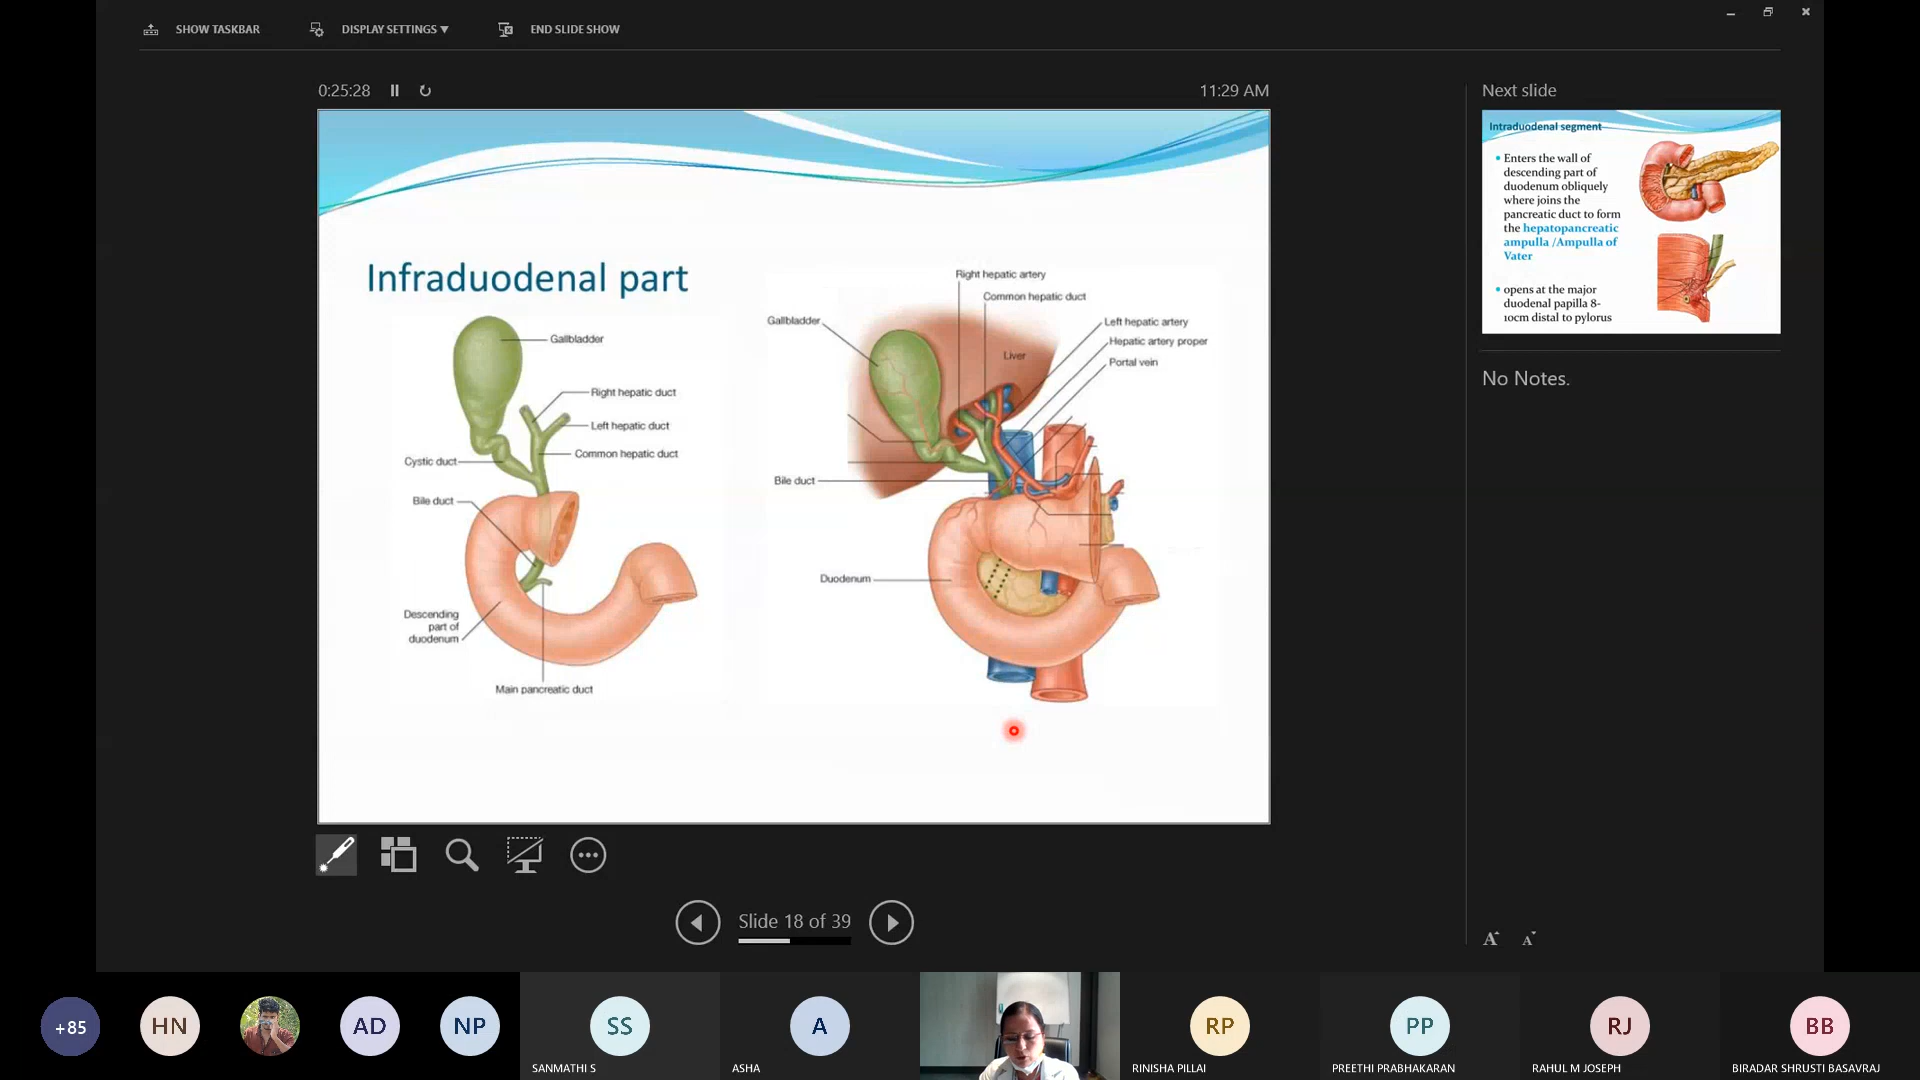 SHOW TASKBAR
DISPLAY SETTINGS ▼
END SLIDE SHOW
0:25:28
11:29 AM
Next slide
Infraduodenal part
Gallbladder
Right hepatic duct
Left hepatic duct
Common hepatic duct
Cystic duct
Bile duct
Descending
part of
duodenum
Main pancreatic duct
Right hepatic artery
Common hepatic duct
Gallbladder
Left hepatic artery
Hepatic artery proper
Portal vein
Liver
Bile duct
Duodenum
Intraduodenal segment
• Enters the wall of
descending part of
duodenum obliquely
where joins the
pancreatic duct to form
the hepatopancreatic
ampulla /Ampulla of
Vater
• opens at the major
duodenal papilla 8-
10cm distal to pylorus
No Notes.
Slide 18 of 39
A A
+85
HN
AD
NP
SS
SANMATHI S
A
ASHA
RP
RINISHA PILLAI
PP
PREETHI PRABHAKARAN
RJ
RAHUL M JOSEPH
BB
BIRADAR SHRUSTI BASAVRAJ